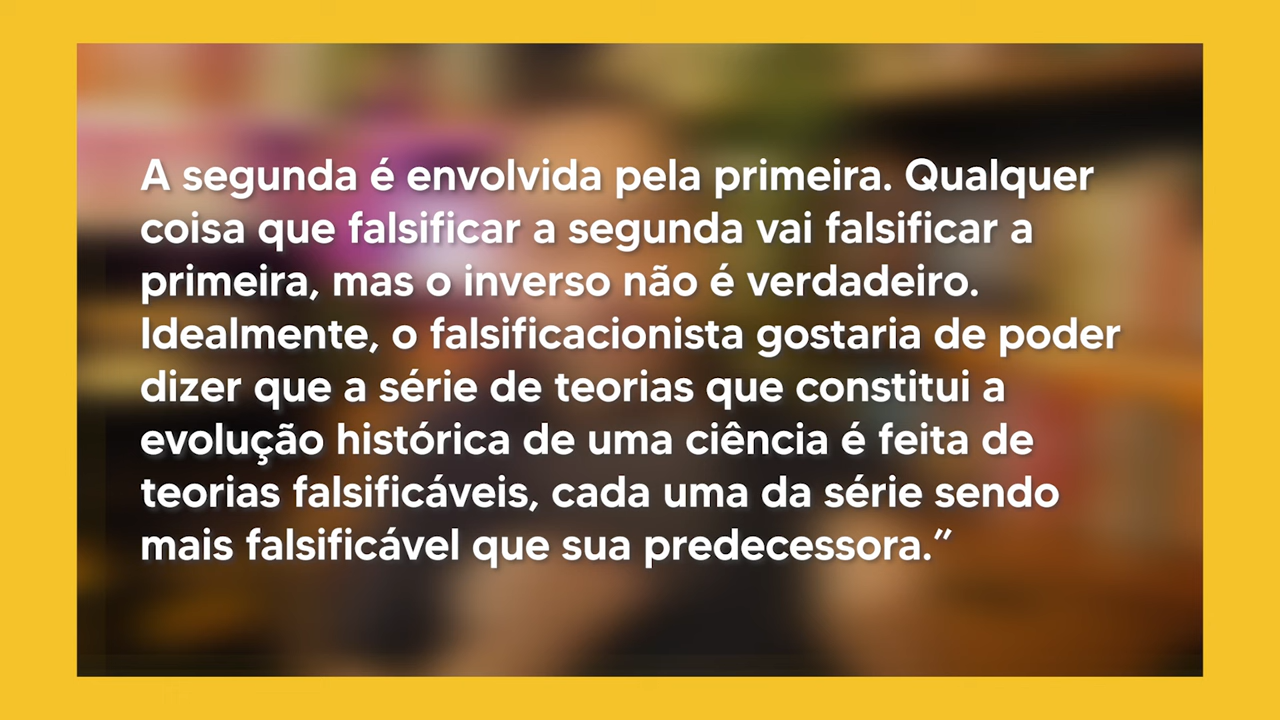 A segunda é envolvida pela primeira. Qualquer
coisa que falsificar a segunda vai falsificar a
primeira, mas o inverso não é verdadeiro.
Idealmente, o falsificacionista gostaria de poder
dizer que a série de teorias que constitui a
evolução histórica de uma ciência é feita de
teorias falsificáveis, cada uma da série sendo
mais falsificável que sua predecessora.”